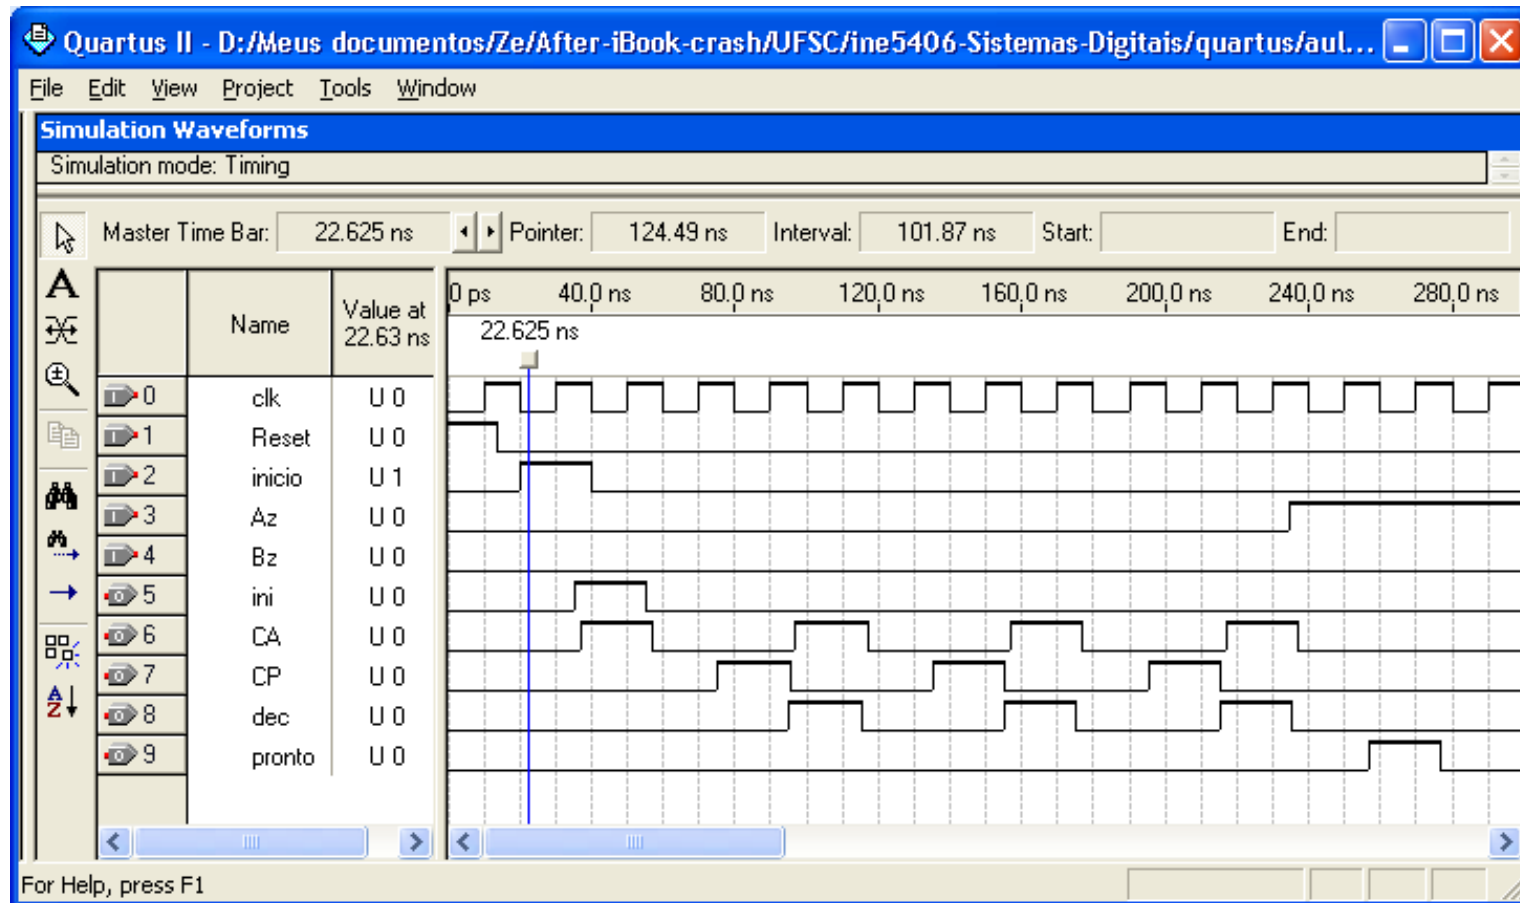 Quartus II - D:/Meus documentos/Ze/After-iBook-crash/UFSC/ine5406-Sistemas-Digitais/quartus/aul...
File Edit View Project Tools Window
Simulation Waveforms
Simulation mode: Timing
Master Time Bar: 22.625 ns Pointer: 124.49 ns Interval: 101.87 ns Start: End:
Name Value at 22.63 ns
0 ps 40.0 ns 80.0 ns 120.0 ns 160.0 ns 200.0 ns 240.0 ns 280.0 ns
22.625 ns
0 clk U 0
1 Reset U 0
2 inicio U 1
3 Az U 0
4 Bz U 0
5 ini U 0
6 CA U 0
7 CP U 0
8 dec U 0
9 pronto U 0
For Help, press F1